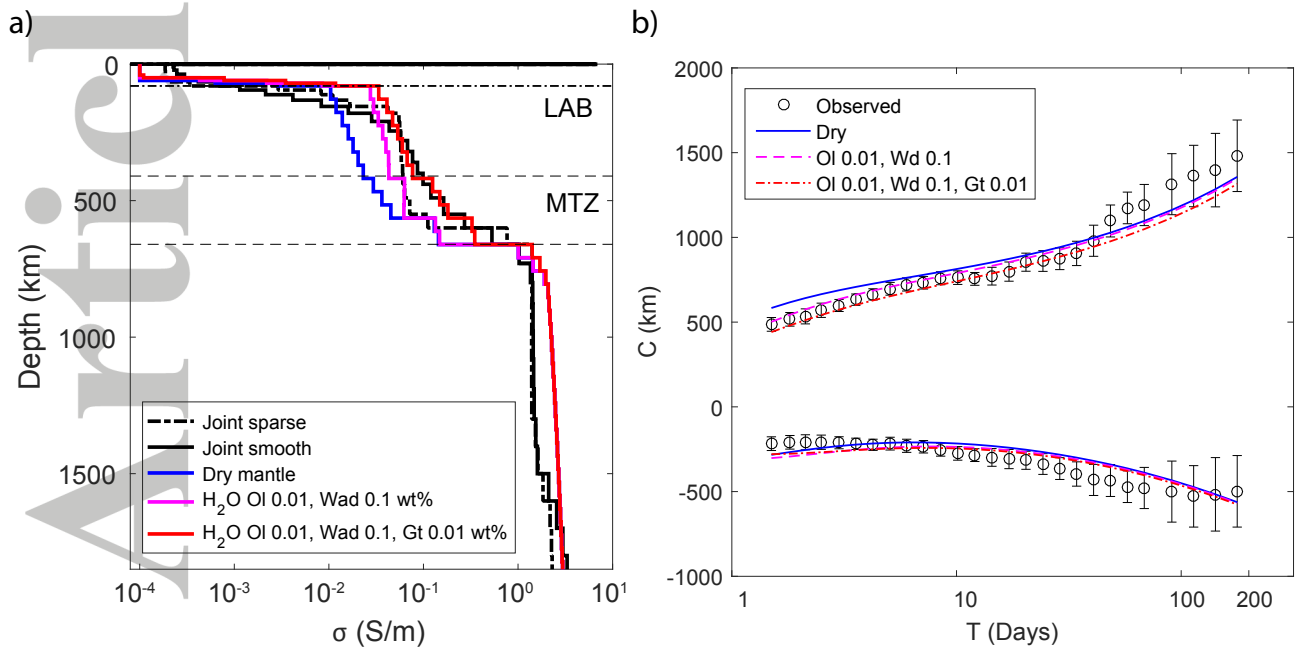 a)
Articl
0
500
1000
1500
Depth (km)
LAB
MTZ
Joint sparse
Joint smooth
Dry mantle
H₂O Ol 0.01, Wad 0.1 wt%
H₂O Ol 0.01, Wad 0.1, Gt 0.01 wt%
10⁻⁴ 10⁻³ 10⁻² 10⁻¹ 10⁰ 10¹
σ (S/m)
b)
2000
1500
1000
500
0
-500
-1000
C (km)
Observed
Dry
Ol 0.01, Wd 0.1
Ol 0.01, Wd 0.1, Gt 0.01
1 10 100 200
T (Days)